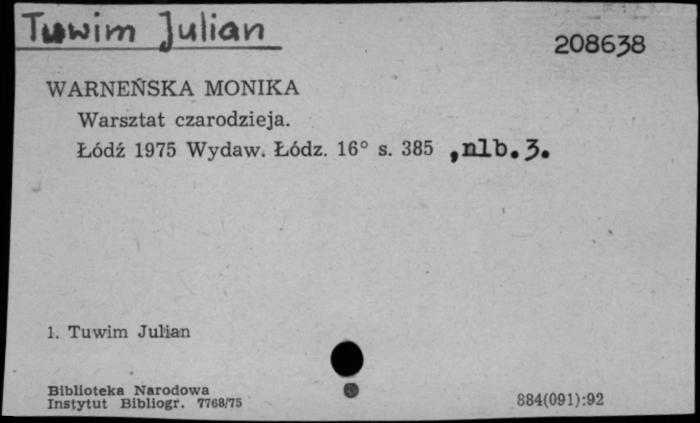 Tuwim Julian
208638
WARNEŃSKA MONIKA
Warsztat czarodzieja.
Łódź 1975 Wydaw. Łódz. 16° s. 385 ,nlb.3.
1. Tuwim Julian
Biblioteka Narodowa
Instytut Bibliogr. 7768/75
884(091):92